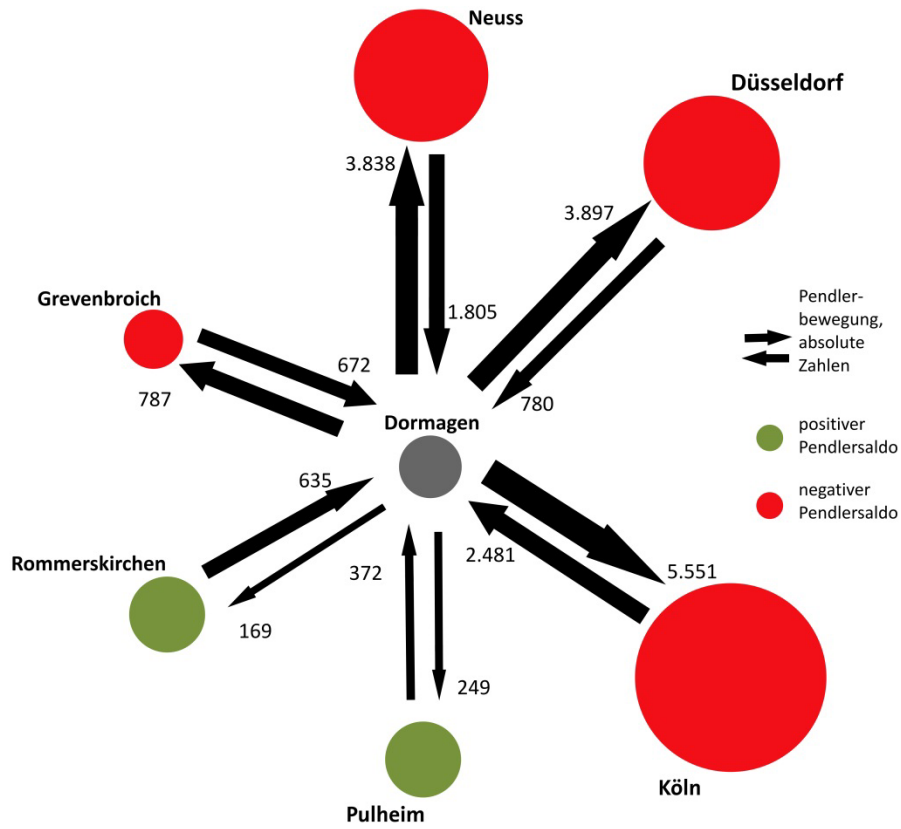 Neuss
Düsseldorf
3.838
3.897
1.805
Grevenbroich
672
787
780
Dormagen
Pendler-
bewegung,
absolute
Zahlen
positiver
Pendlersaldo
negativer
Pendlersaldo
635
Rommerskirchen
169
372
249
2.481
5.551
Pulheim
Köln